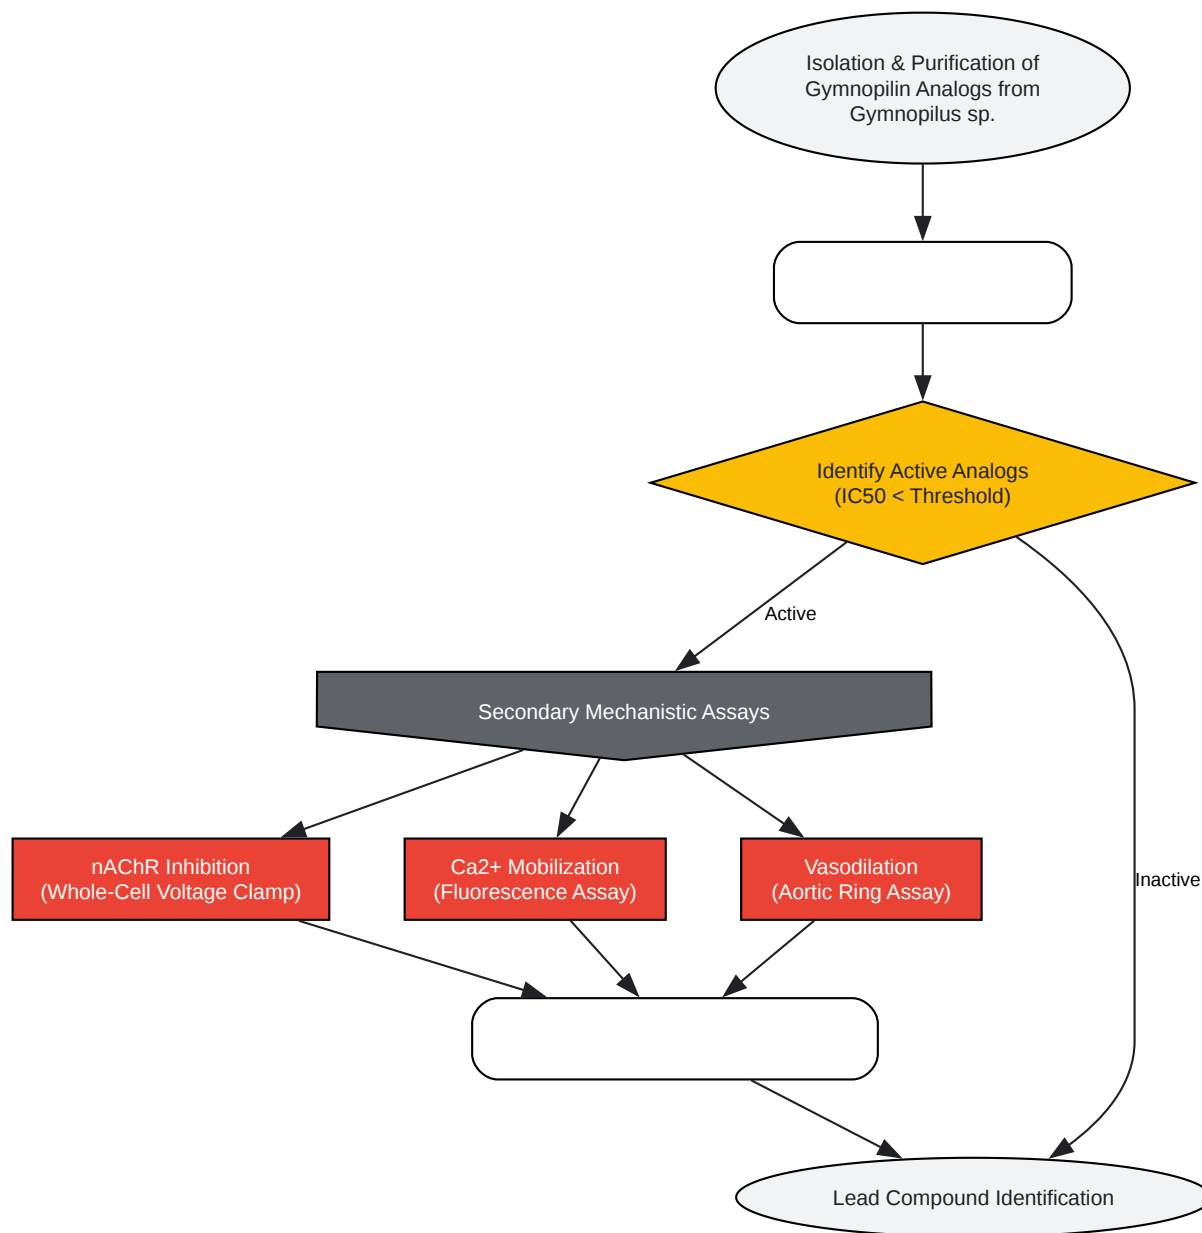 Isolation & Purification of
Gymnopilin Analogs from
Gymnopilus sp.
Identify Active Analogs
(IC50 < Threshold)
Active
Secondary Mechanistic Assays
nAChR Inhibition
(Whole-Cell Voltage Clamp)
Ca2+ Mobilization
(Fluorescence Assay)
Vasodilation
(Aortic Ring Assay)
Inactive
Lead Compound Identification